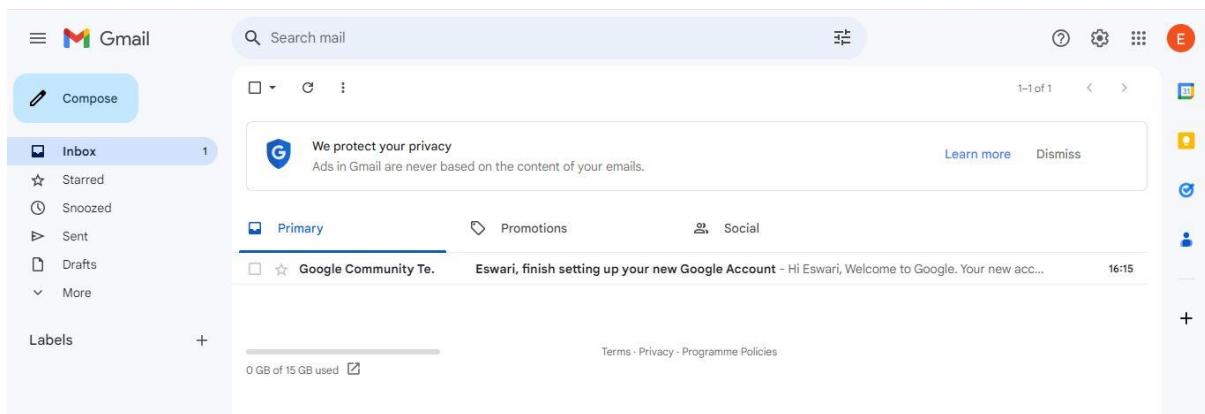 Gmail
Search mail
E
Compose
1–1 of 1
31
Inbox 1
We protect your privacy
Ads in Gmail are never based on the content of your emails.
Learn more Dismiss
Starred
Snoozed
Sent
Drafts
More
Primary Promotions Social
Google Community Te. Eswari, finish setting up your new Google Account - Hi Eswari, Welcome to Google. Your new acc... 16:15
Labels
Terms · Privacy · Programme Policies
0 GB of 15 GB used